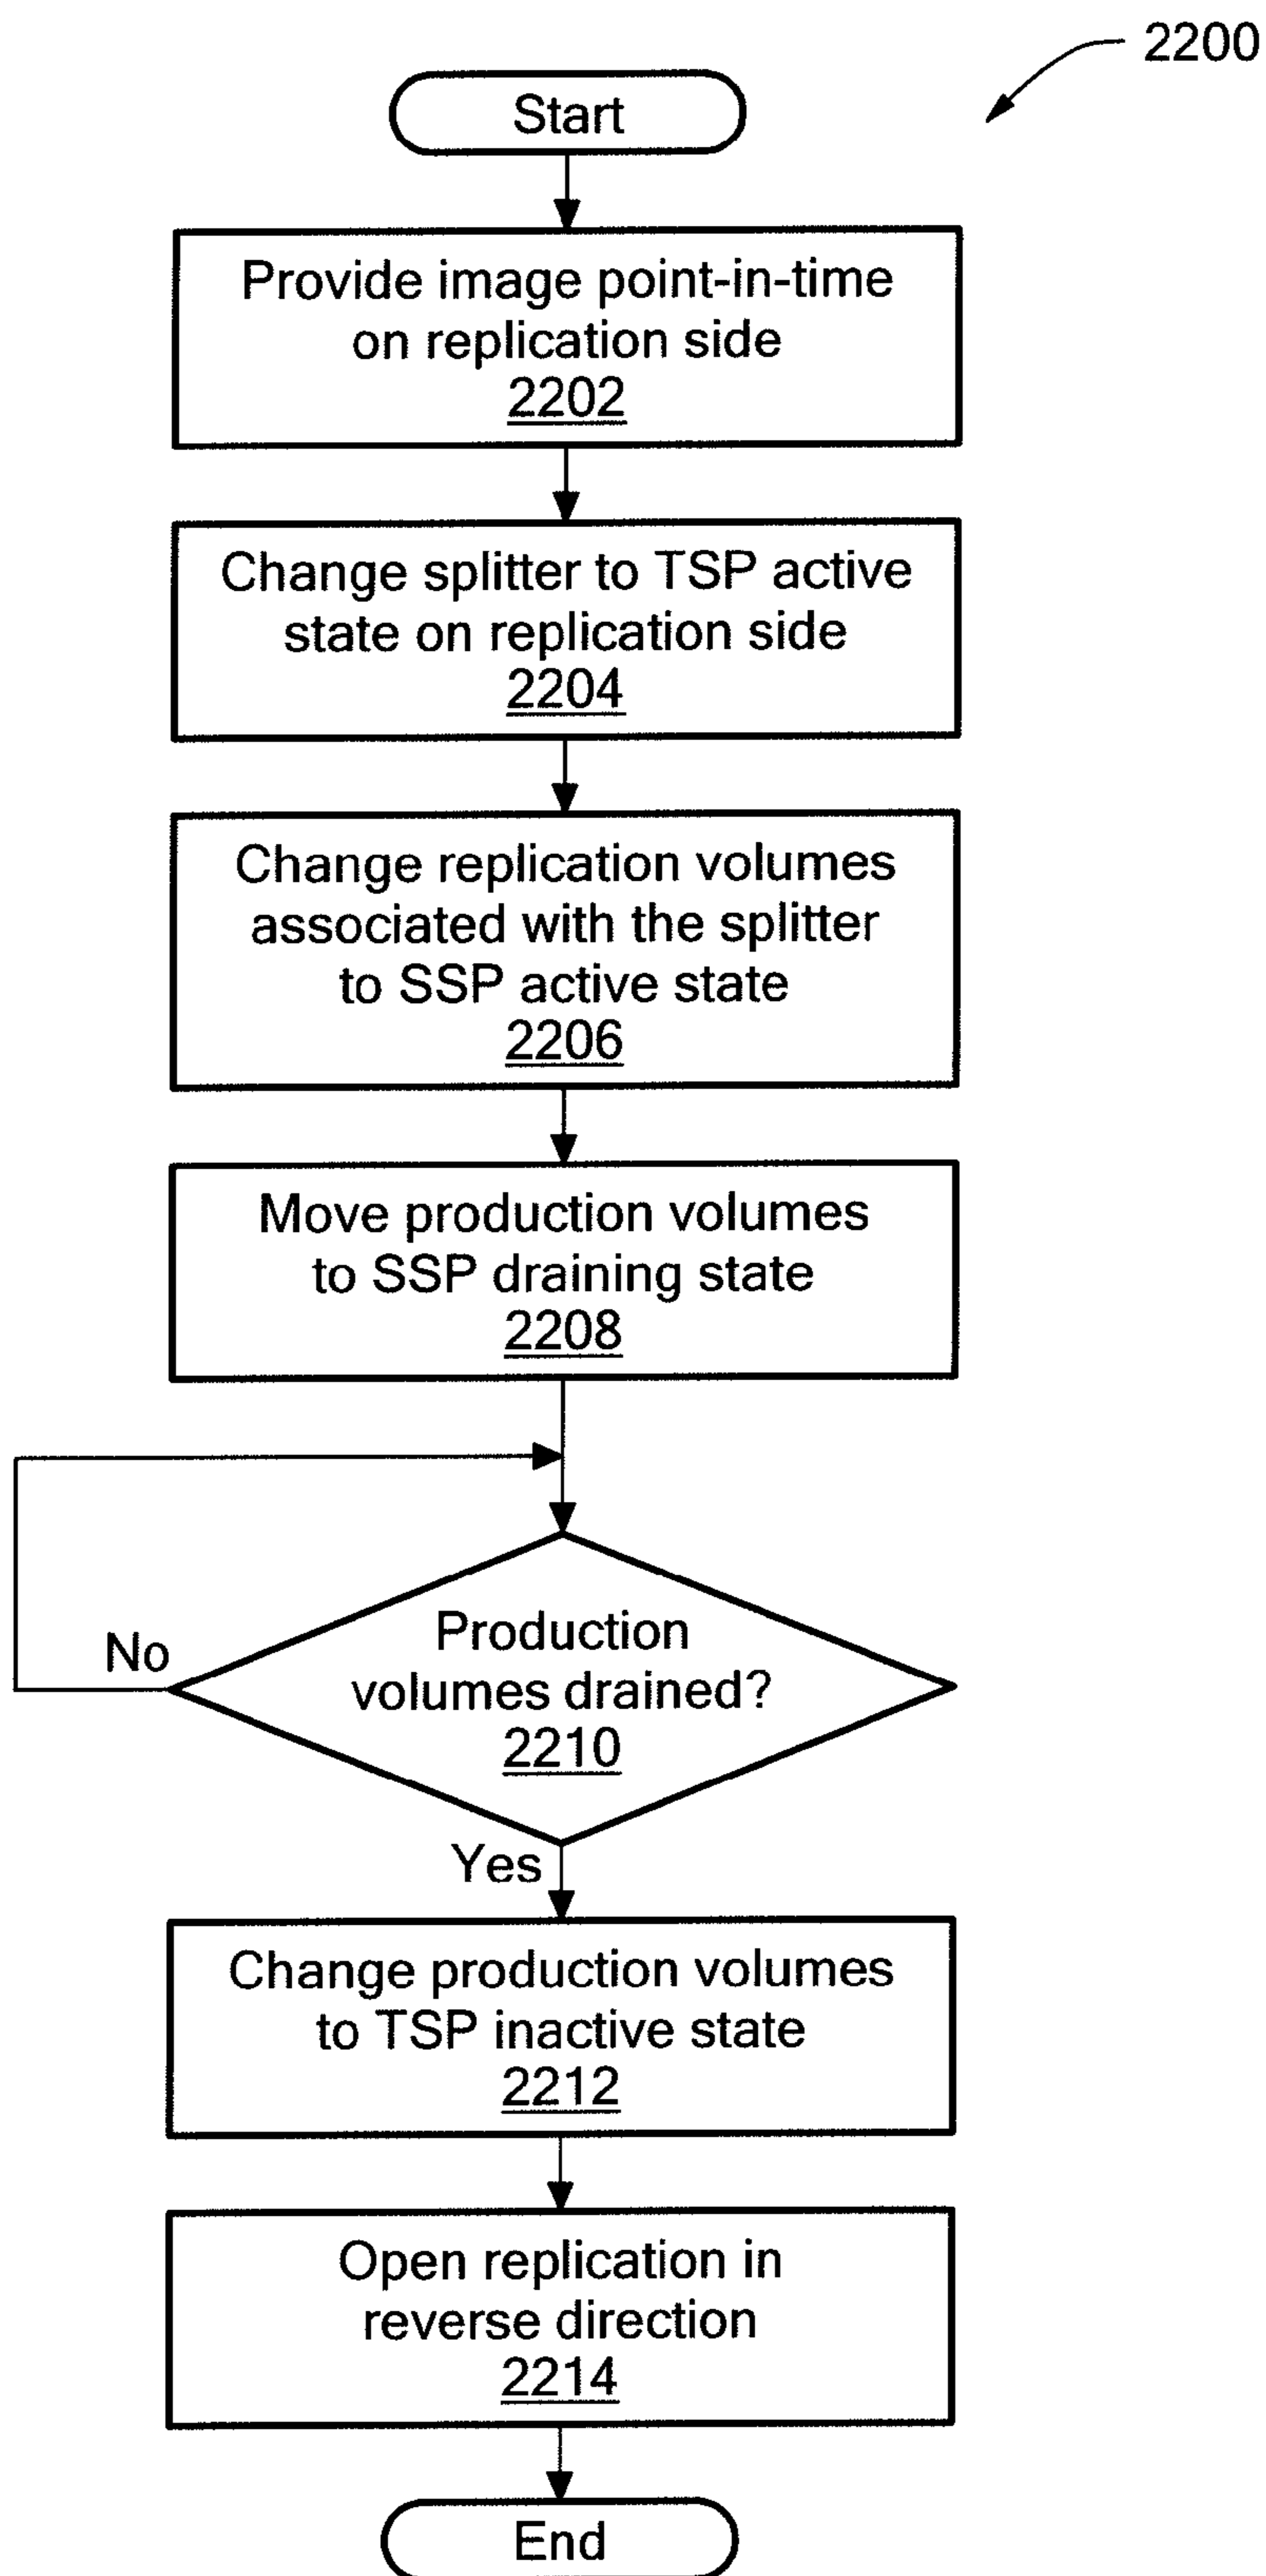 2200
Start
Provide image point-in-time
on replication side
2202
Change splitter to TSP active
state on replication side
2204
Change replication volumes
associated with the splitter
to SSP active state
2206
Move production volumes
to SSP draining state
2208
No
Production
volumes drained?
2210
Yes
Change production volumes
to TSP inactive state
2212
Open replication in
reverse direction
2214
End